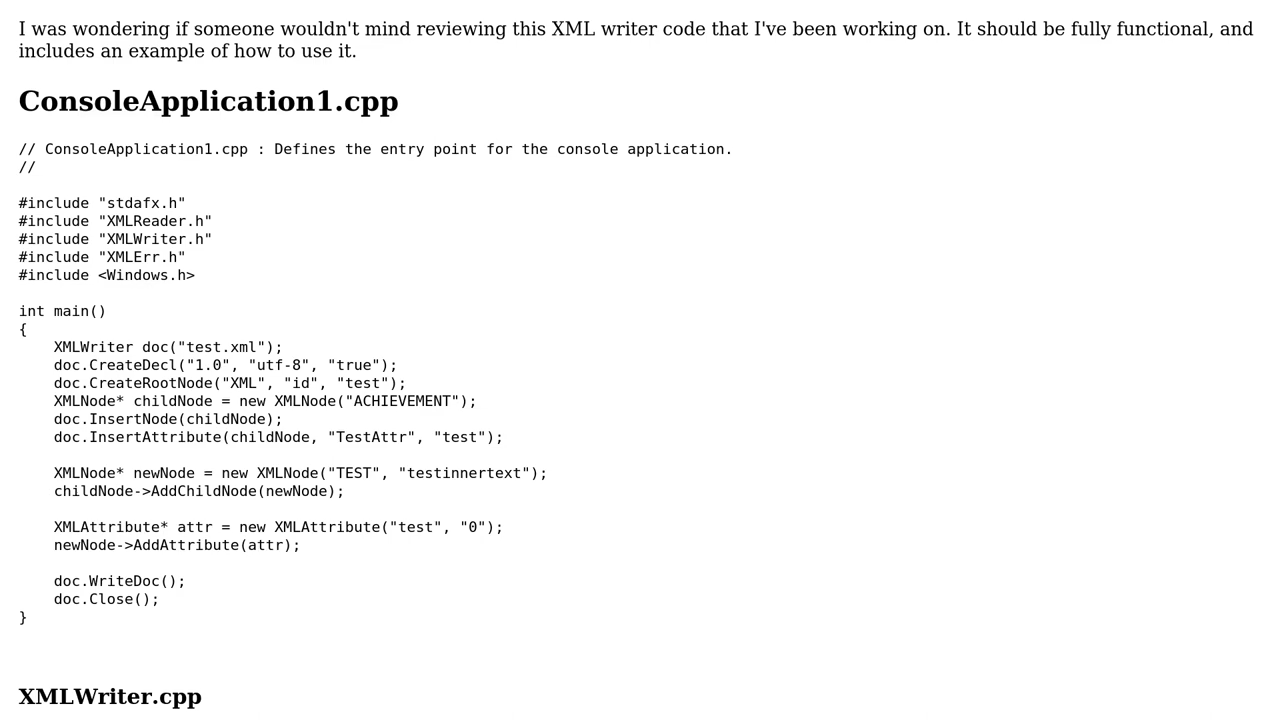 I was wondering if someone wouldn't mind reviewing this XML writer code that I've been working on. It should be fully functional, and
includes an example of how to use it.
ConsoleApplication1.cpp
// ConsoleApplication1.cpp : Defines the entry point for the console application.
//
#include "stdafx.h"
#include "XMLReader.h"
#include "XMLWriter.h"
#include "XMLErr.h"
#include <Windows.h>
int main()
{
    XMLWriter doc("test.xml");
    doc.CreateDecl("1.0", "utf-8", "true");
    doc.CreateRootNode("XML", "id", "test");
    XMLNode* childNode = new XMLNode("ACHIEVEMENT");
    doc.InsertNode(childNode);
    doc.InsertAttribute(childNode, "TestAttr", "test");
    XMLNode* newNode = new XMLNode("TEST", "testinnertext");
    childNode->AddChildNode(newNode);
    XMLAttribute* attr = new XMLAttribute("test", "0");
    newNode->AddAttribute(attr);
    doc.WriteDoc();
    doc.Close();
}
XMLWriter.cpp